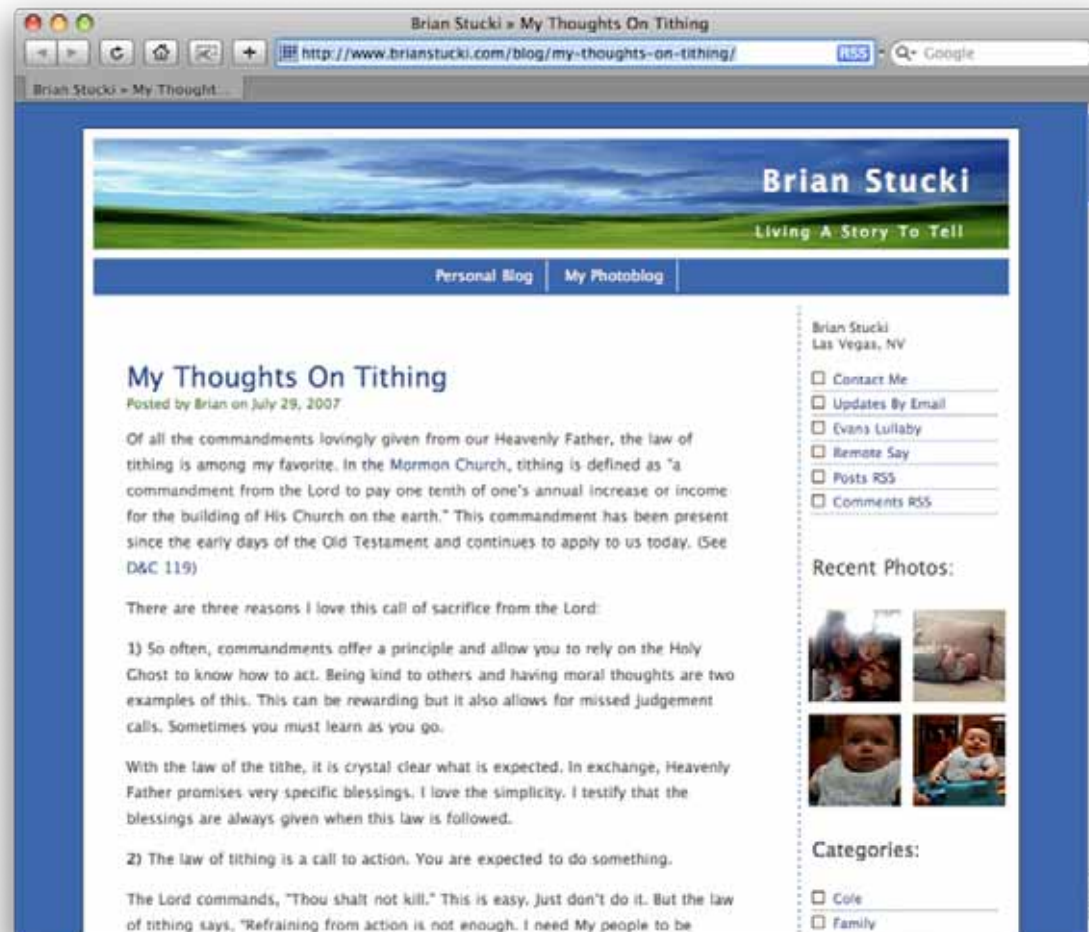 Brian Stucki » My Thoughts On Tithing
http://www.brianstucki.com/blog/my-thoughts-on-tithing/
RSS
Google
Brian Stucki » My Thought...
Brian Stucki
Living A Story To Tell
Personal Blog
My Photoblog
My Thoughts On Tithing
Posted by Brian on July 29, 2007
Of all the commandments lovingly given from our Heavenly Father, the law of
tithing is among my favorite. In the Mormon Church, tithing is defined as "a
commandment from the Lord to pay one tenth of one's annual increase or income
for the building of His Church on the earth." This commandment has been present
since the early days of the Old Testament and continues to apply to us today. (See
D&C 119)
There are three reasons I love this call of sacrifice from the Lord:
1) So often, commandments offer a principle and allow you to rely on the Holy
Ghost to know how to act. Being kind to others and having moral thoughts are two
examples of this. This can be rewarding but it also allows for missed judgement
calls. Sometimes you must learn as you go.
With the law of the tithe, it is crystal clear what is expected. In exchange, Heavenly
Father promises very specific blessings. I love the simplicity. I testify that the
blessings are always given when this law is followed.
2) The law of tithing is a call to action. You are expected to do something.
The Lord commands, "Thou shalt not kill." This is easy. Just don't do it. But the law
of tithing says, "Refraining from action is not enough. I need My people to be
Brian Stucki
Las Vegas, NV
Contact Me
Updates By Email
Evans Lullaby
Remote Say
Posts RSS
Comments RSS
Recent Photos:
Categories:
Cole
Family